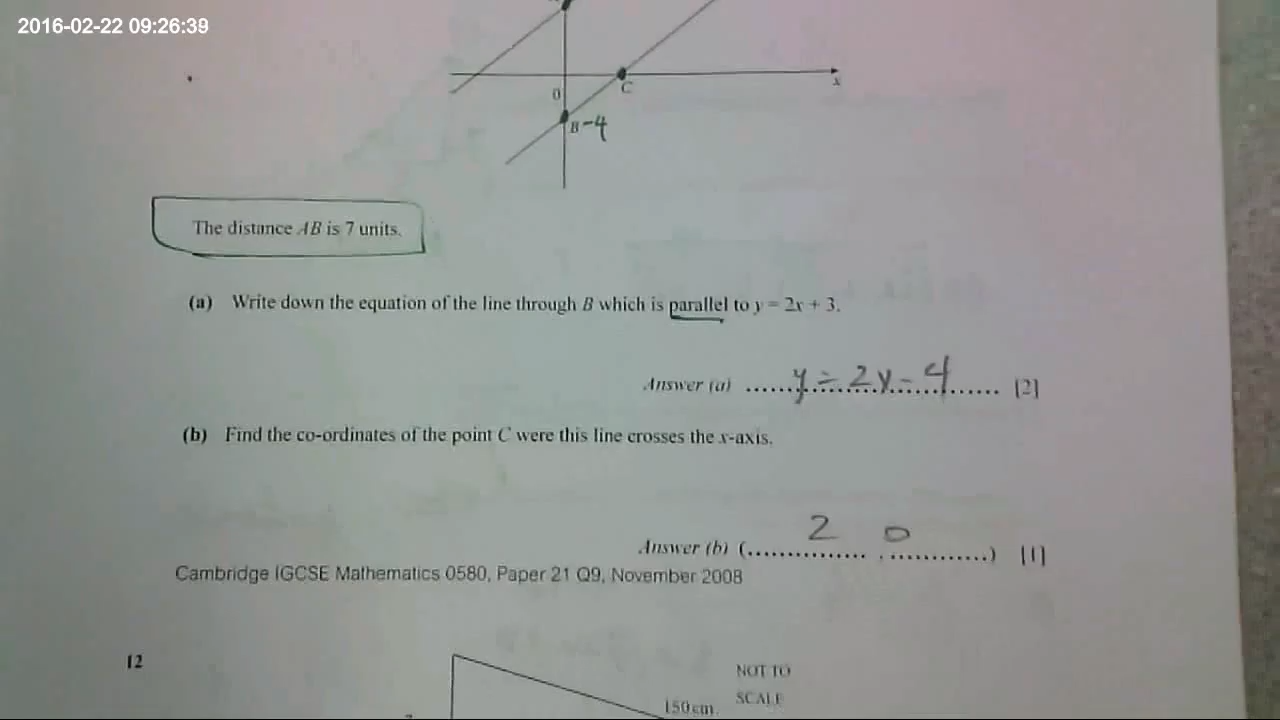 2016-02-22 09:26:39
x
0
C
B -4
The distance AB is 7 units.
(a) Write down the equation of the line through B which is parallel to y = 2x + 3.
Answer (a) ......y = 2x - 4...... [2]
(b) Find the co-ordinates of the point C were this line crosses the x-axis.
Answer (b) (......2......, ......0......) [1]
Cambridge IGCSE Mathematics 0580, Paper 21 Q9, November 2008
12
NOT TO
SCALE
150 cm